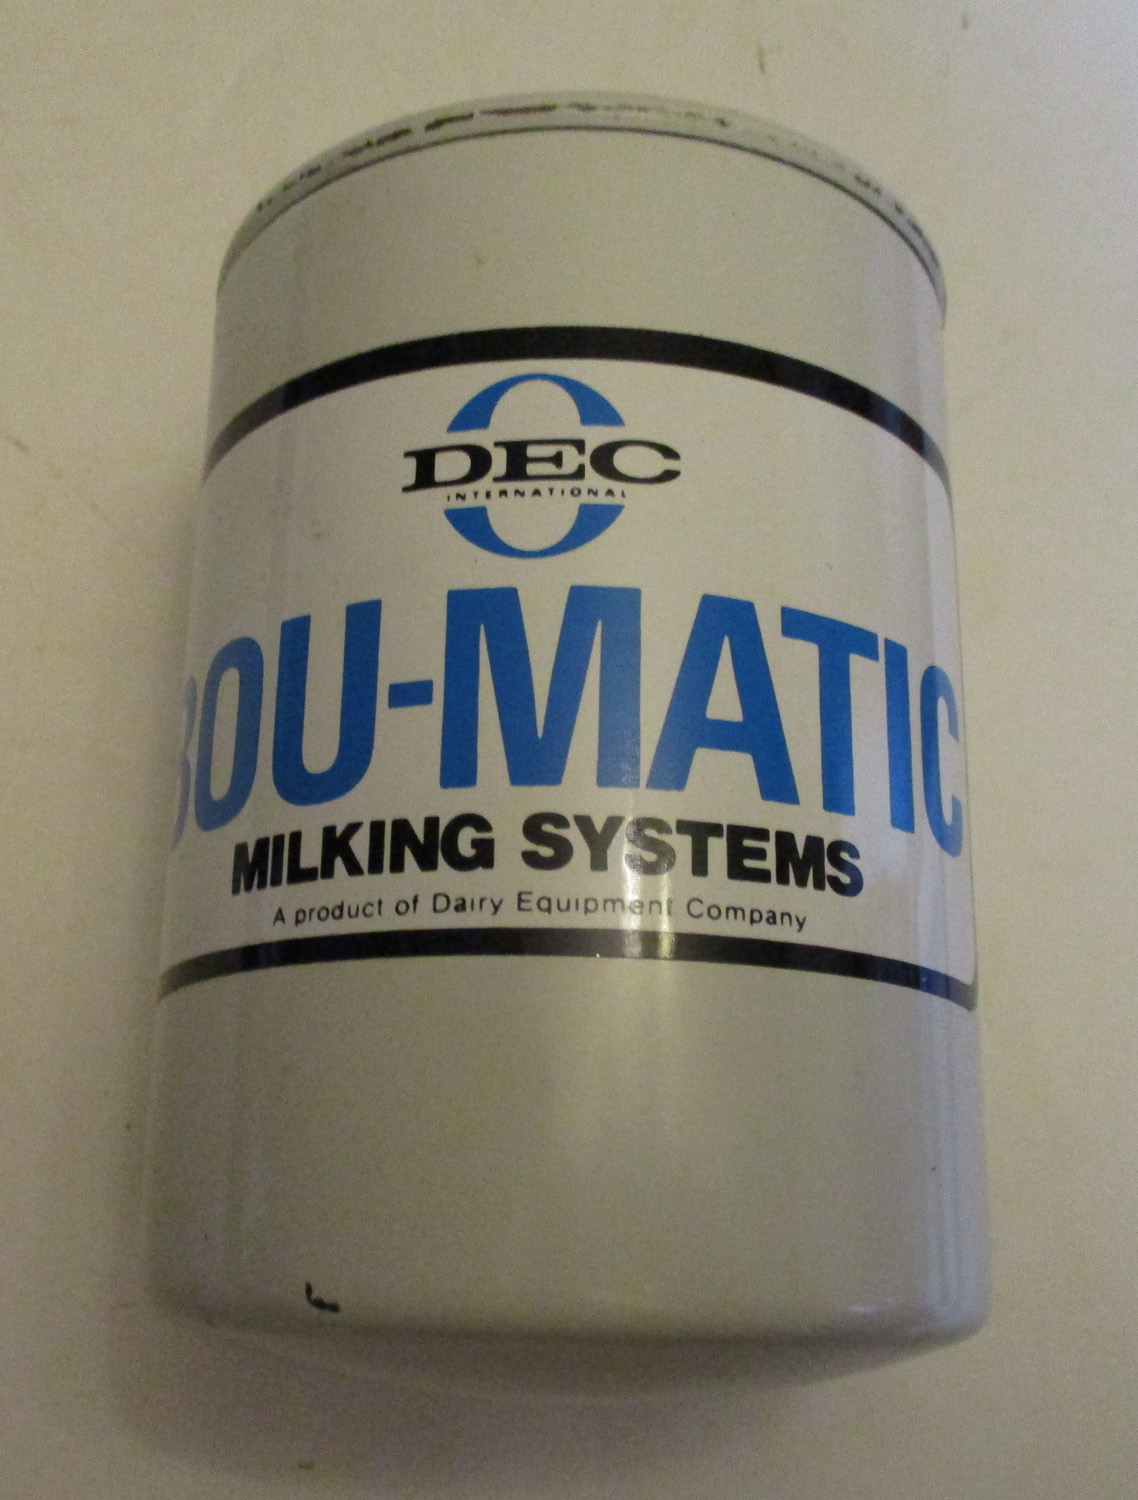 DEC
INTERNATIONAL
BOU-MATIC
MILKING SYSTEMS
A product of Dairy Equipment Company